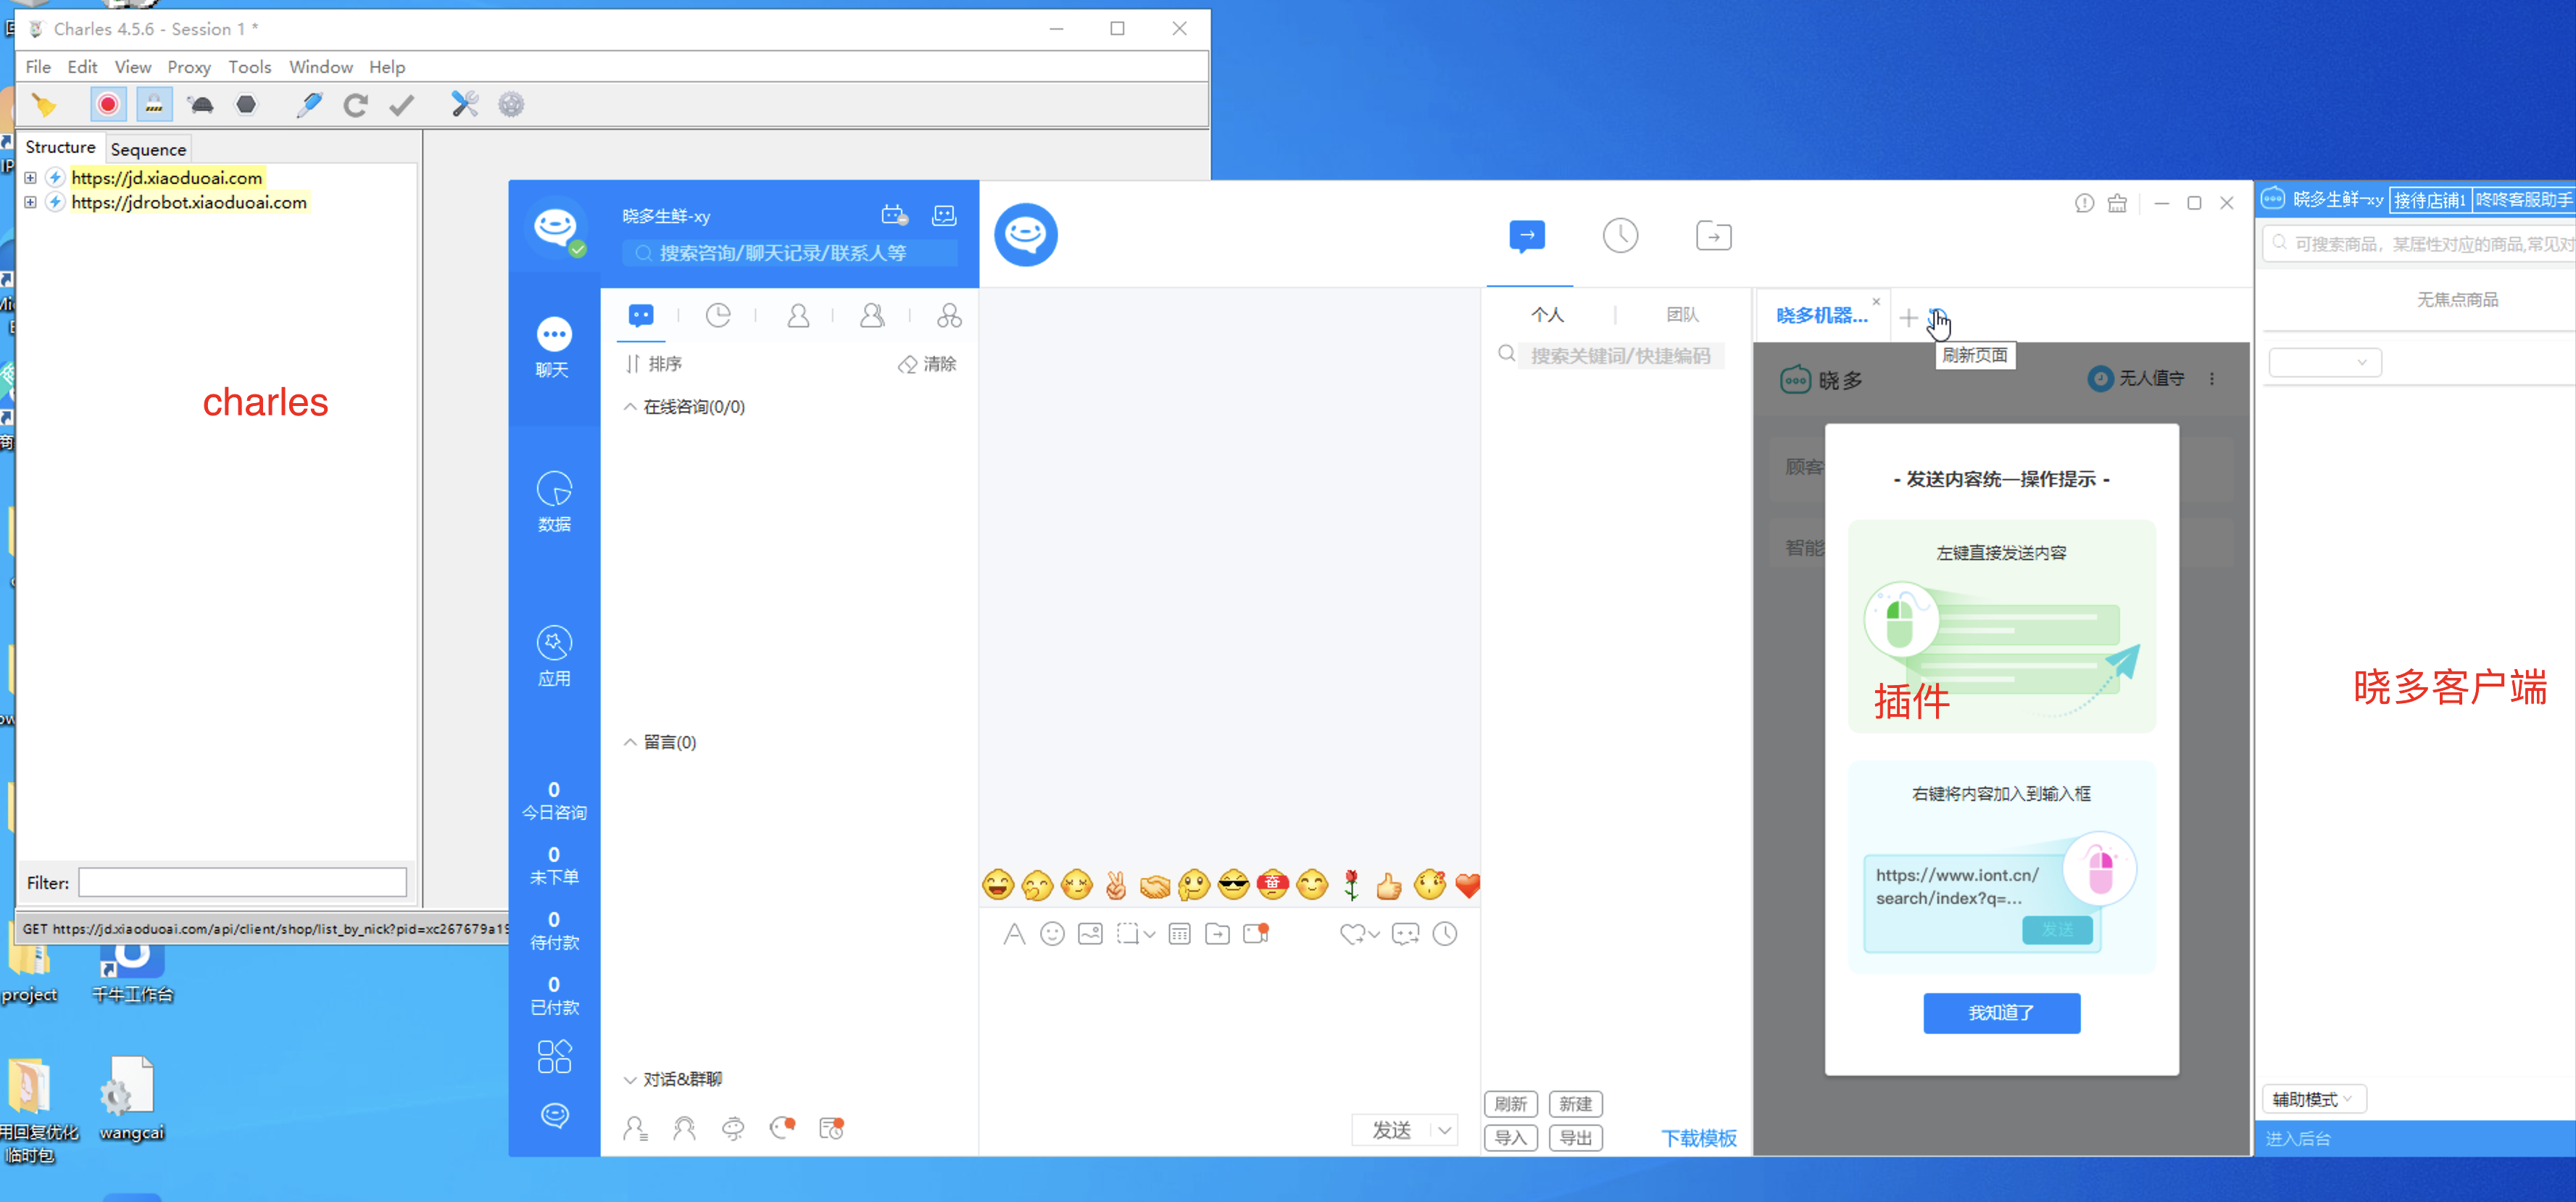 Charles 4.5.6 - Session 1 *
File Edit View Proxy Tools Window Help
Structure Sequence
https://jd.xiaoduoai.com
https://jdrobot.xiaoduoai.com
charles
Filter:
GET https://jd.xiaoduoai.com/api/client/shop/list_by_nick?pid=xc267679a19
project
千牛工作台
用回复优化
临时包
wangcai
晓多生鲜-xy
搜索咨询/聊天记录/联系人等
聊天
数据
应用
0
今日咨询
0
未下单
0
待付款
0
已付款
排序
清除
在线咨询(0/0)
留言(0)
对话&群聊
奋
发送
个人
团队
搜索关键词/快捷编码
刷新
新建
导入
导出
下载模板
晓多机器...
刷新页面
晓多
无人值守
顾客
智能
- 发送内容统一操作提示 -
左键直接发送内容
插件
右键将内容加入到输入框
https://www.iont.cn/
search/index?q=...
发送
我知道了
晓多生鲜-xy 接待店铺1 咚咚客服助手
可搜索商品，某属性对应的商品,常见对
无焦点商品
晓多客户端
辅助模式
进入后台